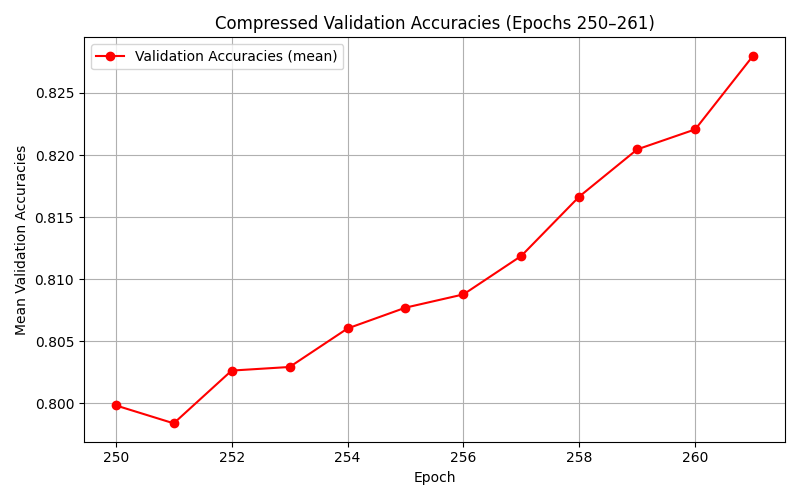 Compressed Validation Accuracies (Epochs 250–261)
Validation Accuracies (mean)
Mean Validation Accuracies
0.825
0.820
0.815
0.810
0.805
0.800
250 252 254 256 258 260
Epoch